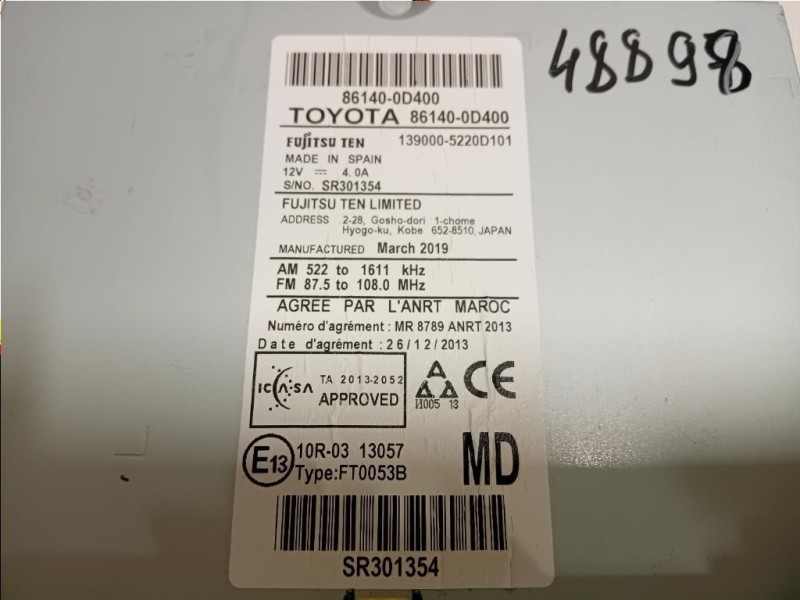 48898
86140-0D400
TOYOTA 86140-0D400
FUJITSU TEN 139000-5220D101
MADE IN SPAIN
12V ⎓ 4.0A
S/NO. SR301354
FUJITSU TEN LIMITED
ADDRESS 2-28, Gosho-dori 1-chome
Hyogo-ku, Kobe 652-8510, JAPAN
MANUFACTURED March 2019
AM 522 to 1611 kHz
FM 87.5 to 108.0 MHz
AGREE PAR L'ANRT MAROC
Numéro d'agrément : MR 8789 ANRT 2013
Date d'agrément : 26/12/2013
ICASA TA 2013-2052
APPROVED
И005 13
CE
E13 10R-03 13057
Type:FT0053B
MD
SR301354